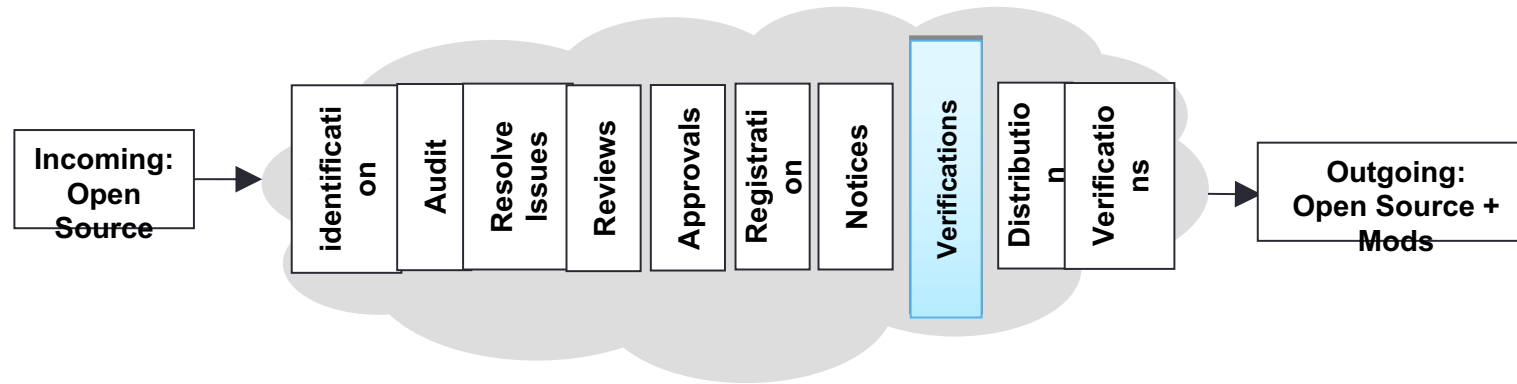 Incoming:
Open
Source
identificati
on
Audit
Resolve
Issues
Reviews
Approvals
Registrati
on
Notices
Verifications
Distributio
n
Verificatio
ns
Outgoing:
Open Source +
Mods